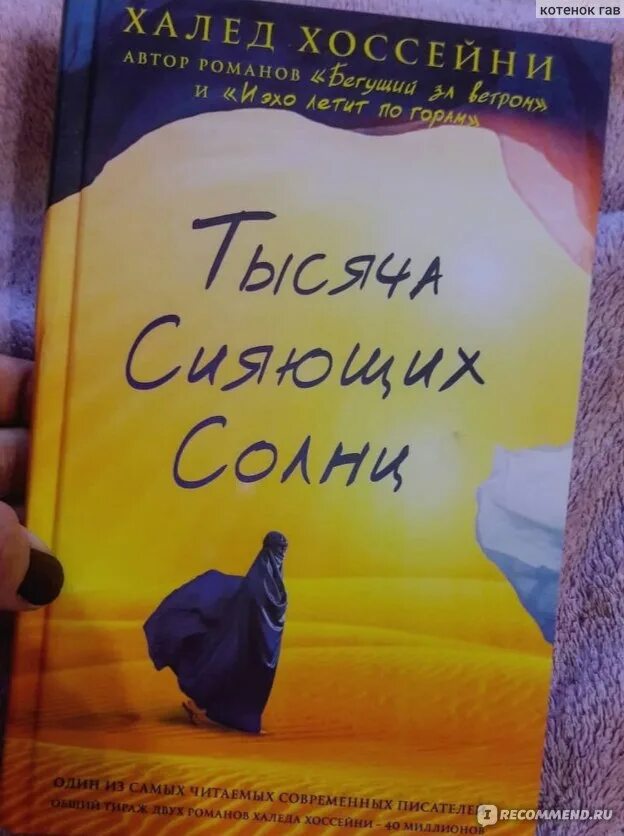 котенок гав
ХАЛЕД ХОССЕЙНИ
АВТОР РОМАНОВ «Бегущий за ветром»
И «И эхо летит по горам»
Тысяча
Сияющих
Солнц
ОДИН ИЗ САМЫХ ЧИТАЕМЫХ СОВРЕМЕННЫХ ПИСАТЕЛЕ
ОБЩИЙ ТИРАЖ ДВУХ РОМАНОВ ХАЛЕДА ХОССЕЙНИ - 40 МИЛЛИОНОВ
I RECOMMEND.RU